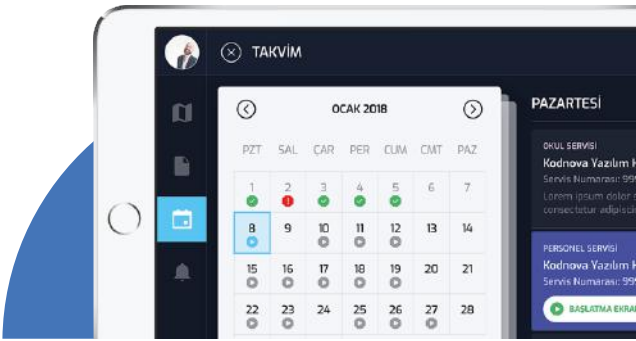 TAKVİM
OCAK 2018
PZT SAL ÇAR PER CUM CMT PAZ
1 2 3 4 5 6 7
8 9 10 11 12 13 14
15 16 17 18 19 20 21
22 23 24 25 26 27 28
PAZARTESİ
OKUL SERVİSİ
Kodnova Yazılım
Servis Numarası: 99
Lorem ipsum dolor
consectetur adipiscin
PERSONEL SERVİSİ
Kodnova Yazılım
Servis Numarası: 99
BAŞLATMA EKRA